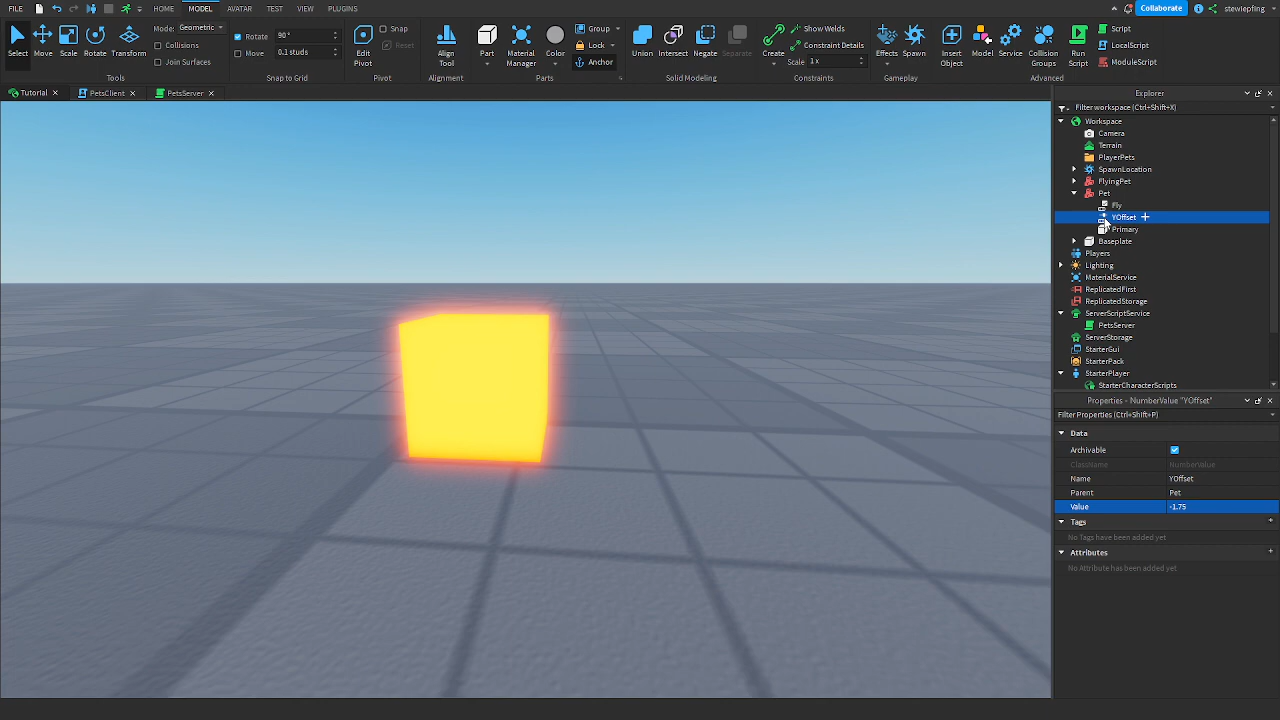 FILE HOME MODEL AVATAR TEST VIEW PLUGINS Collaborate stewiepfing
Select Move Scale Rotate Transform
Mode: Geometric
Collisions
Join Surfaces
Tools
Rotate 90°
Move 0.1 studs
Snap to Grid
Edit Pivot
Snap
Reset
Pivot
Align Tool
Alignment
Part
Material Manager
Color
Group
Lock
Anchor
Parts
Union Intersect Negate Separate
Solid Modeling
Create
Show Welds
Constraint Details
Scale 1x
Constraints
Effects Spawn
Gameplay
Insert Object
Model Service
Collision Groups
Run Script
Script
LocalScript
ModuleScript
Advanced
Tutorial PetsClient PetsServer
Explorer
Filter workspace (Ctrl+Shift+X)
Workspace
Camera
Terrain
PlayerPets
SpawnLocation
FlyingPet
Pet
Fly
YOffset
Primary
Baseplate
Players
Lighting
MaterialService
ReplicatedFirst
ReplicatedStorage
ServerScriptService
PetsServer
ServerStorage
StarterGui
StarterPack
StarterPlayer
StarterCharacterScripts
Properties - NumberValue "YOffset"
Filter Properties (Ctrl+Shift+P)
Data
Archivable
ClassName NumberValue
Name YOffset
Parent Pet
Value -1.75
Tags
No Tags have been added yet
Attributes
No Attribute has been added yet